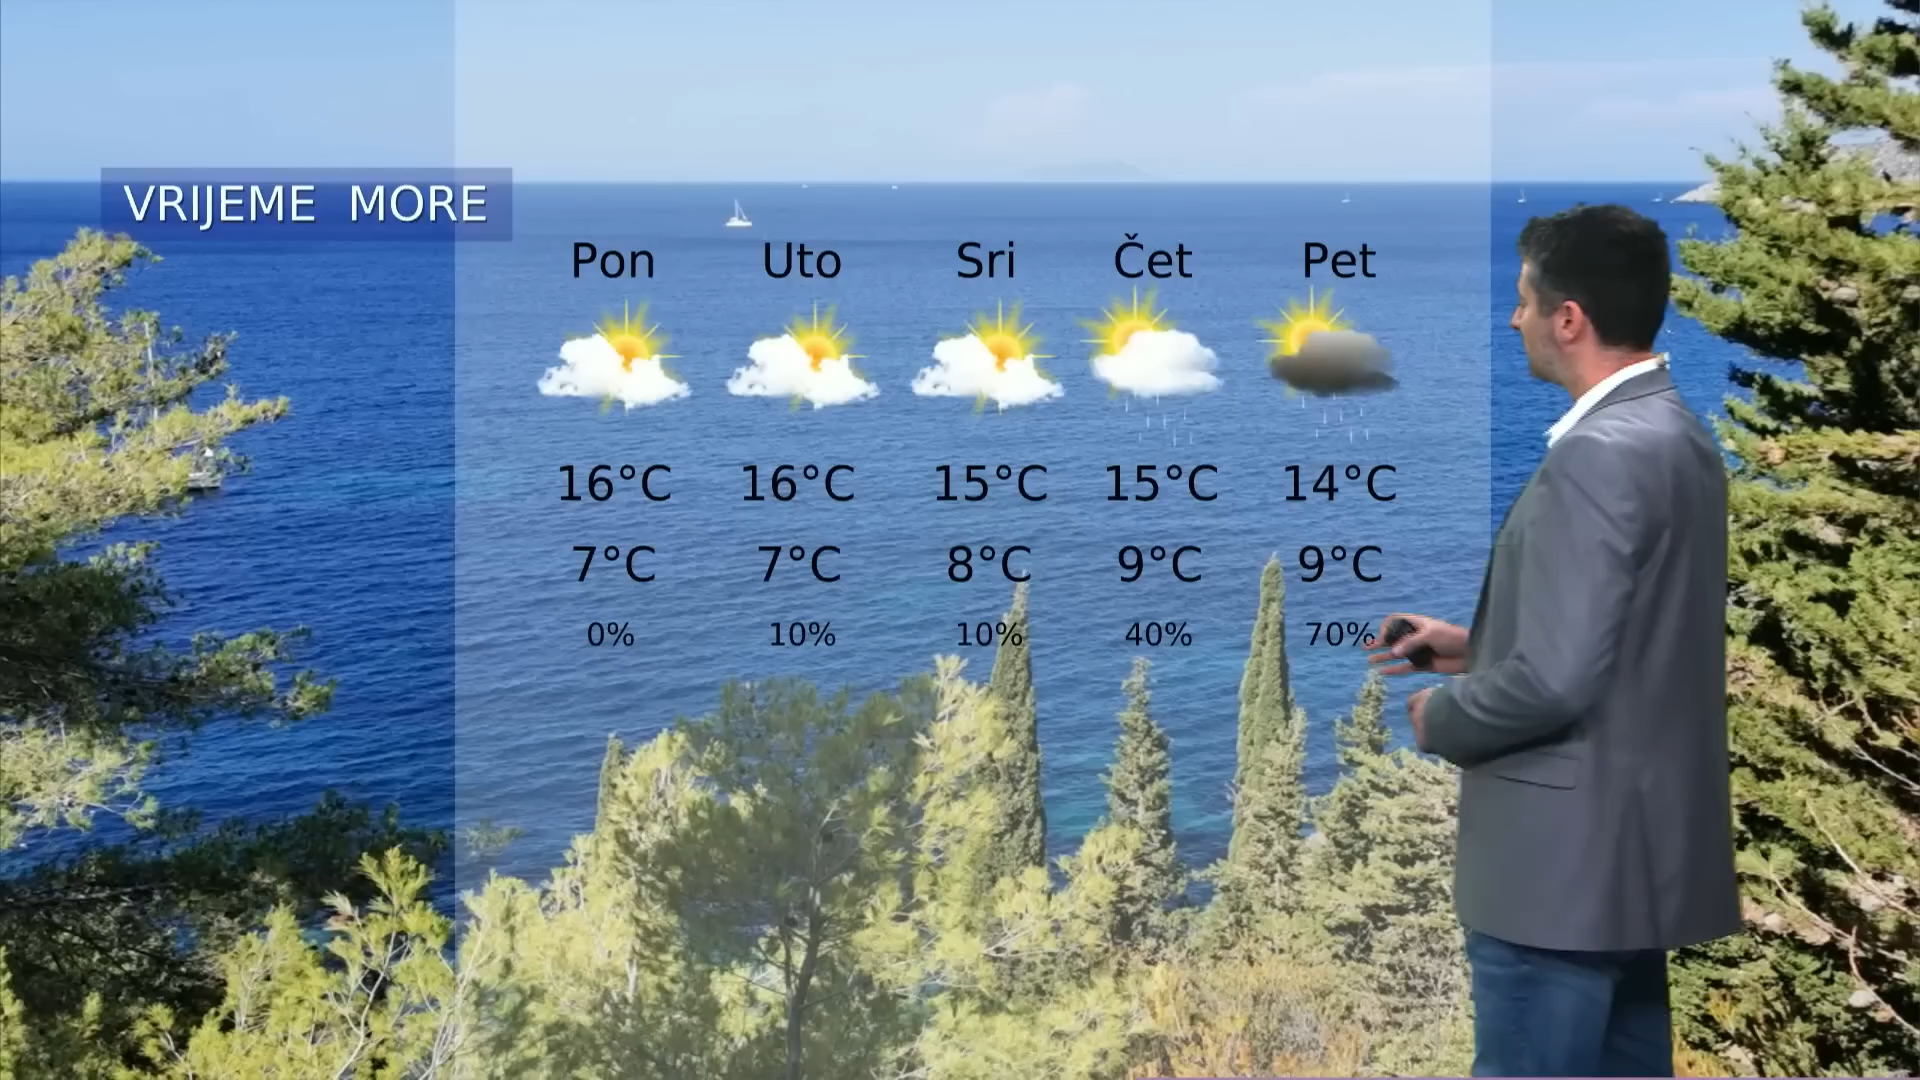 VRIJEME MORE
Pon Uto Sri Čet Pet
16°C 16°C 15°C 15°C 14°C
7°C 7°C 8°C 9°C 9°C
0% 10% 10% 40% 70%